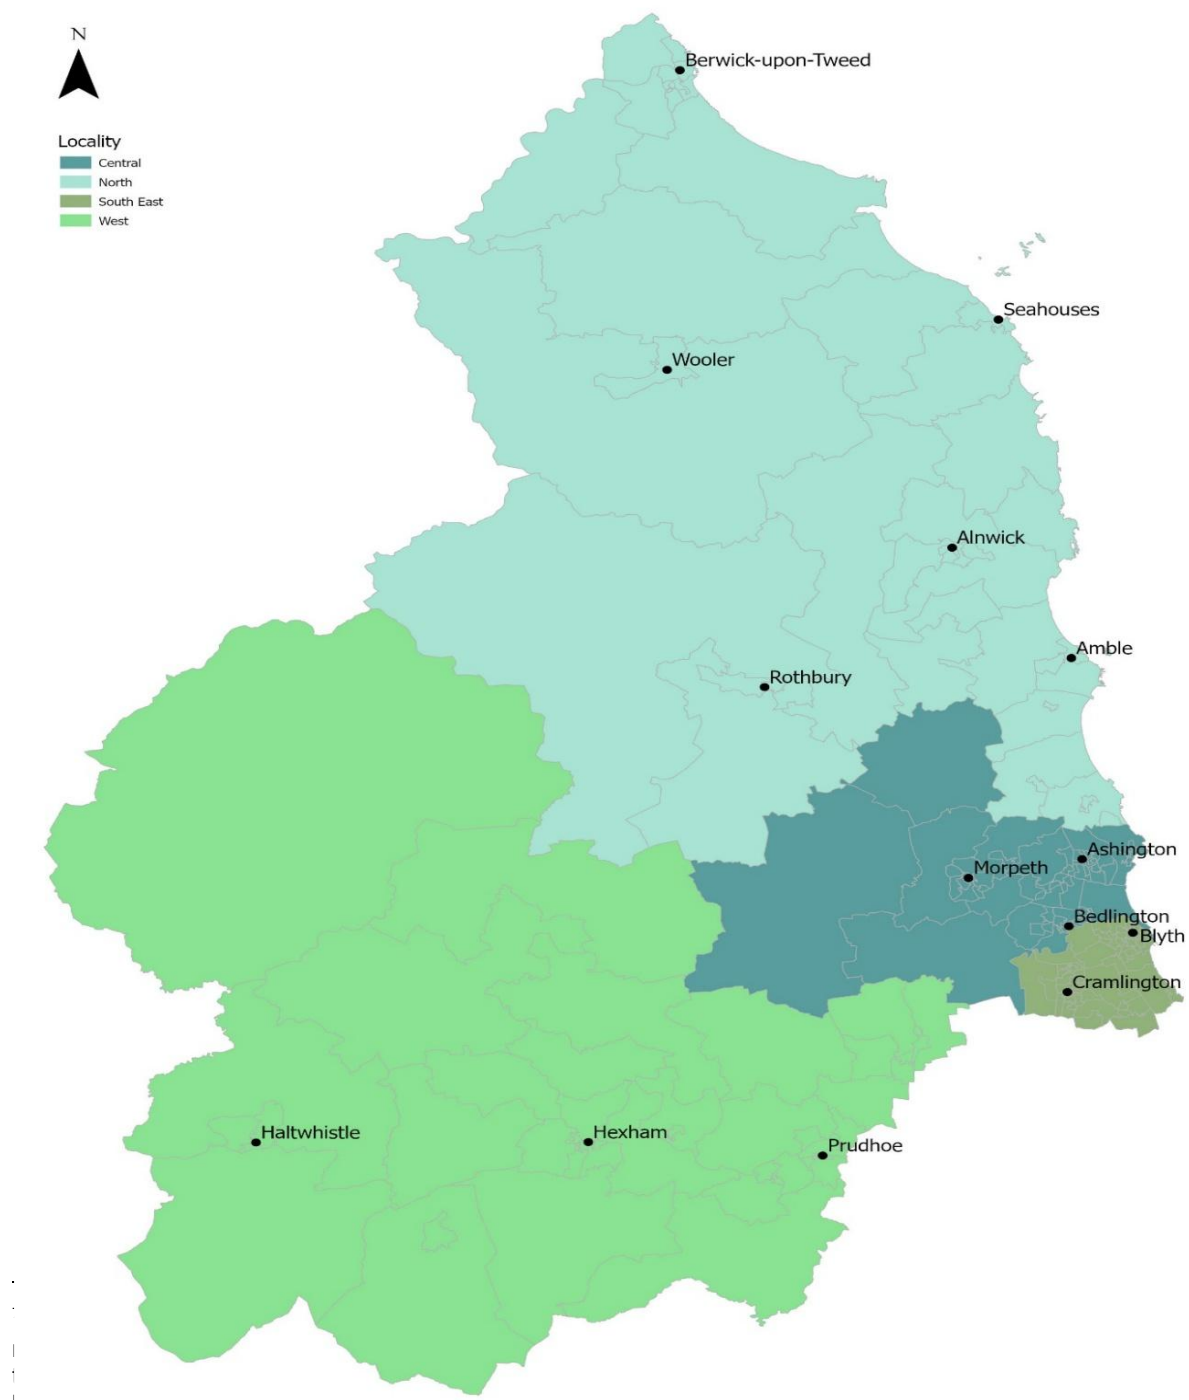 N
Locality
Central
North
South East
West
Berwick-upon-Tweed
Seahouses
Wooler
Alnwick
Amble
Rothbury
Ashington
Morpeth
Bedlington
Blyth
Cramlington
Haltwhistle
Hexham
Prudhoe